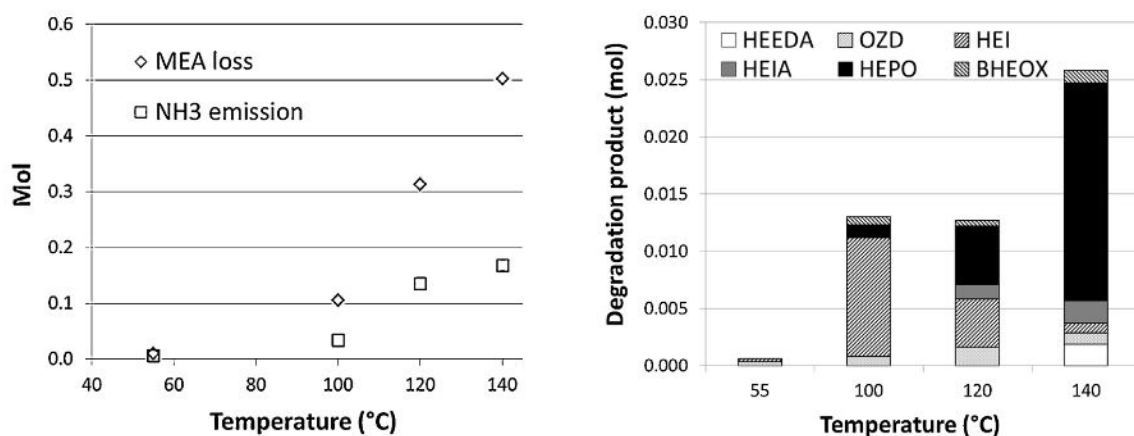 0.6
0.5
0.4
0.3
0.2
0.1
0.0
Mol
MEA loss
NH3 emission
40 60 80 100 120 140
Temperature (°C)
0.030
0.025
0.020
0.015
0.010
0.005
0.000
Degradation product (mol)
HEEDA OZD HEI
HEIA HEPO BHEOX
55 100 120 140
Temperature (°C)